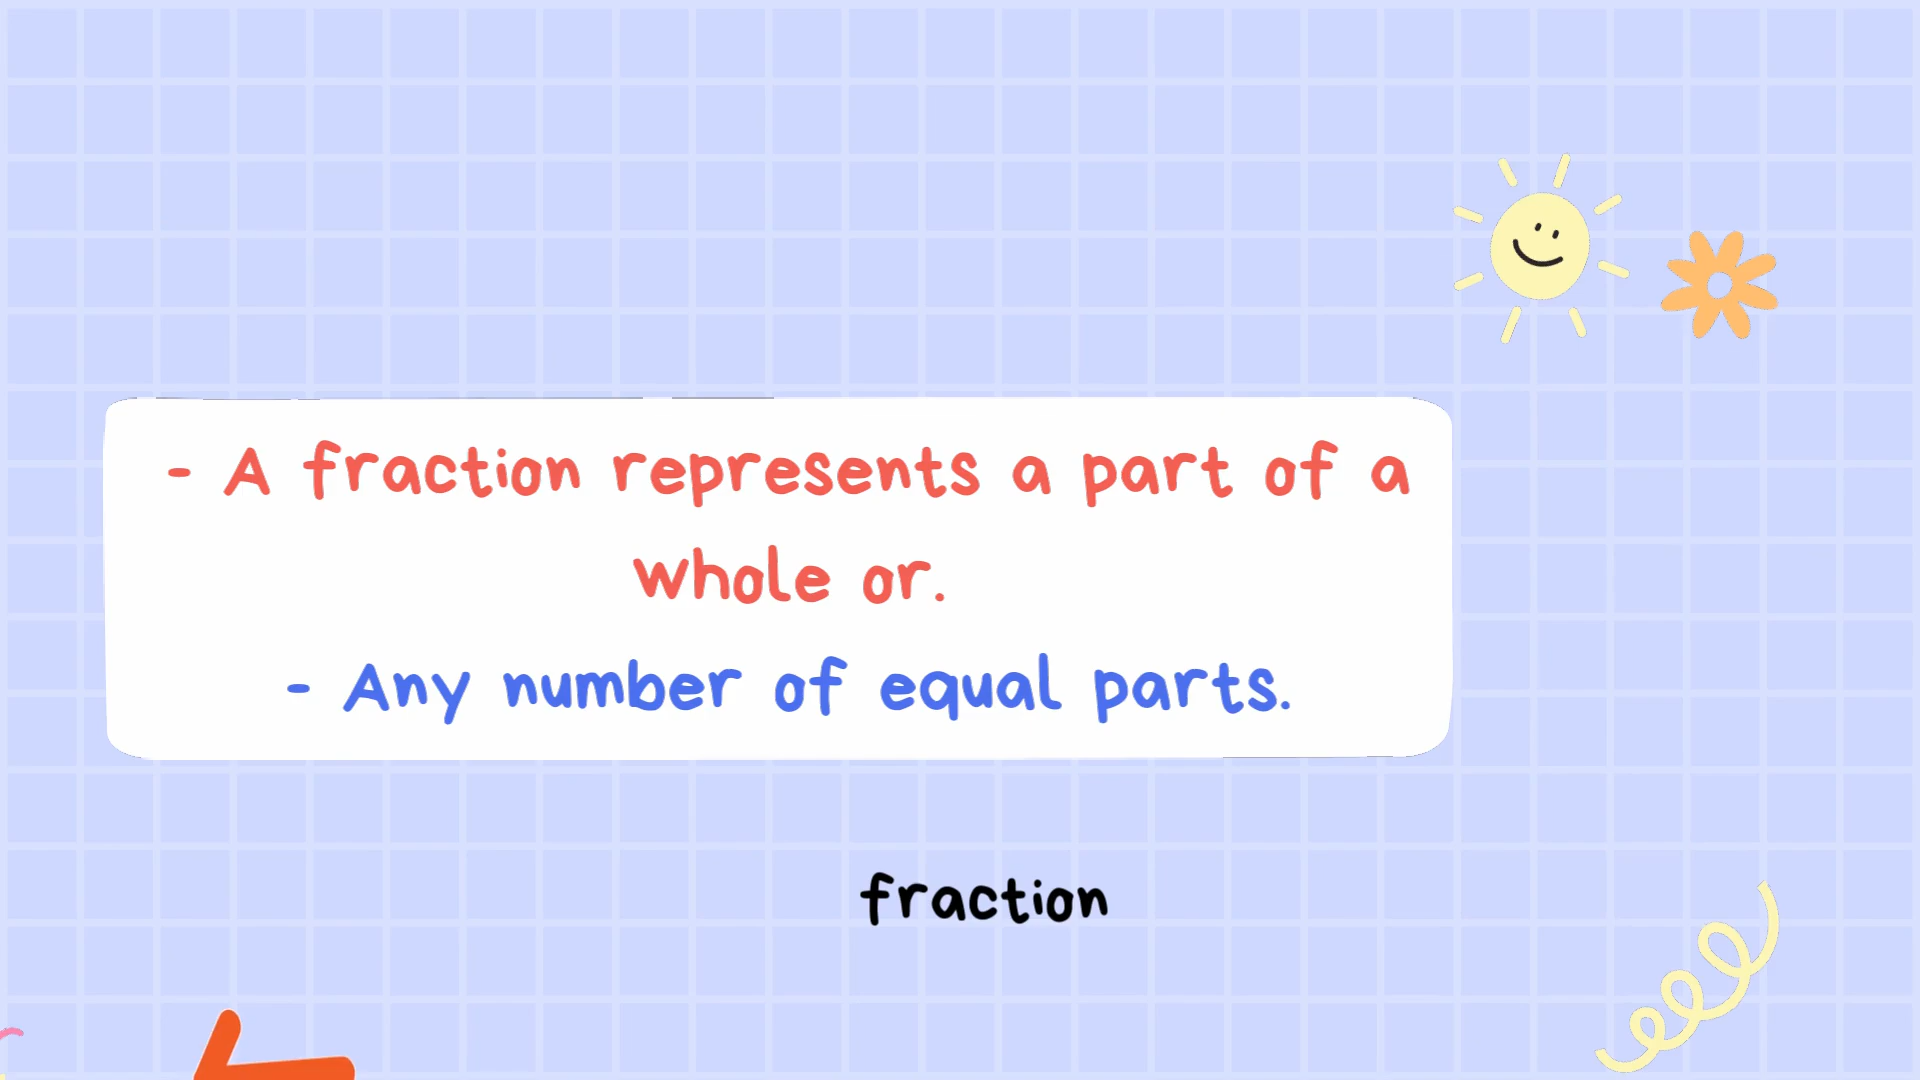 - A fraction represents a part of a
whole or.
- Any number of equal parts.
fraction